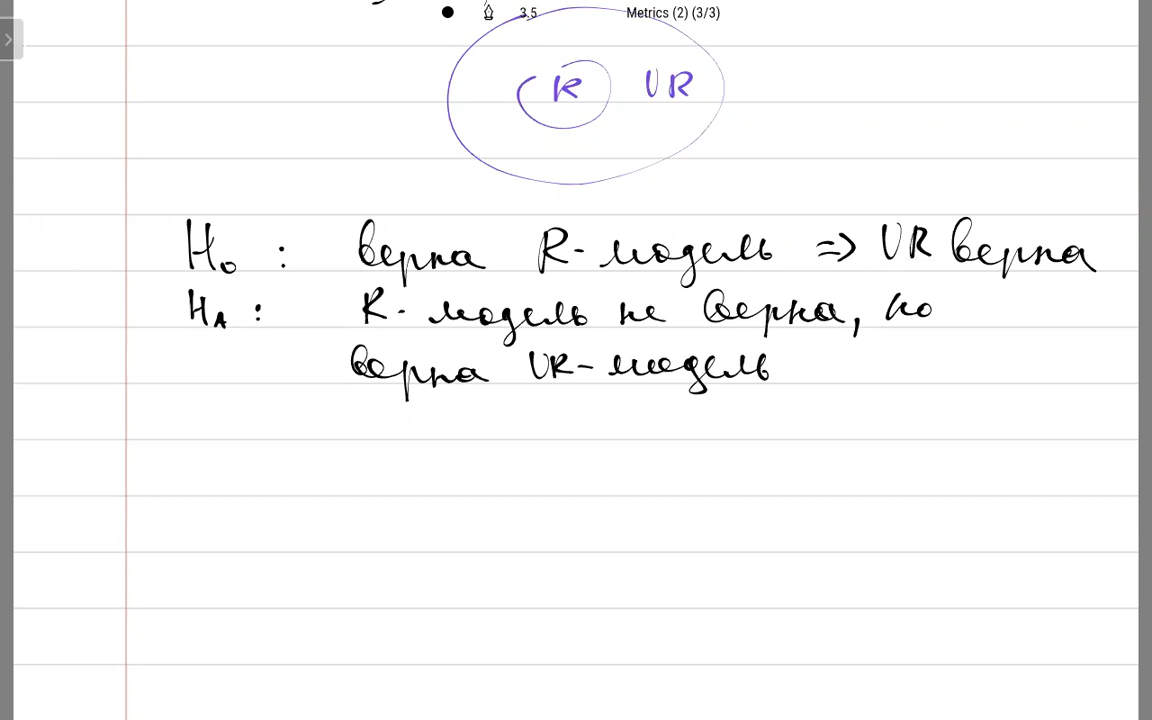 3.5 Metrics (2) (3/3)
R UR
H₀ : верна R-модель => UR верна
Hₐ : R-модель не верна, но
верна UR-модель